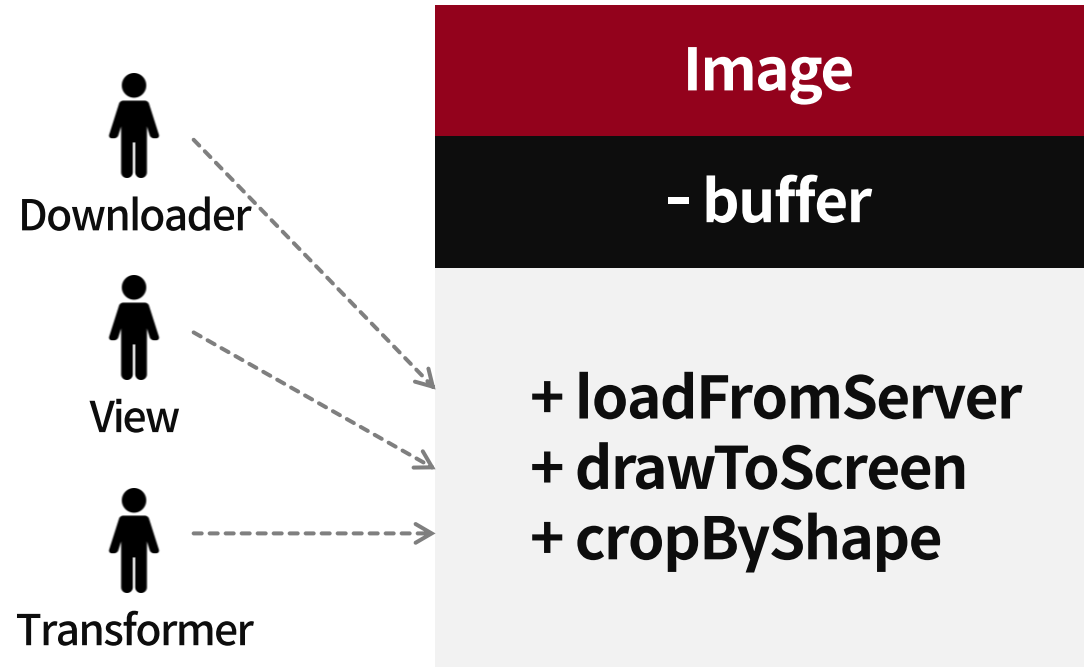 Image
- buffer
Downloader
View
Transformer
+ loadFromServer
+ drawToScreen
+ cropByShape